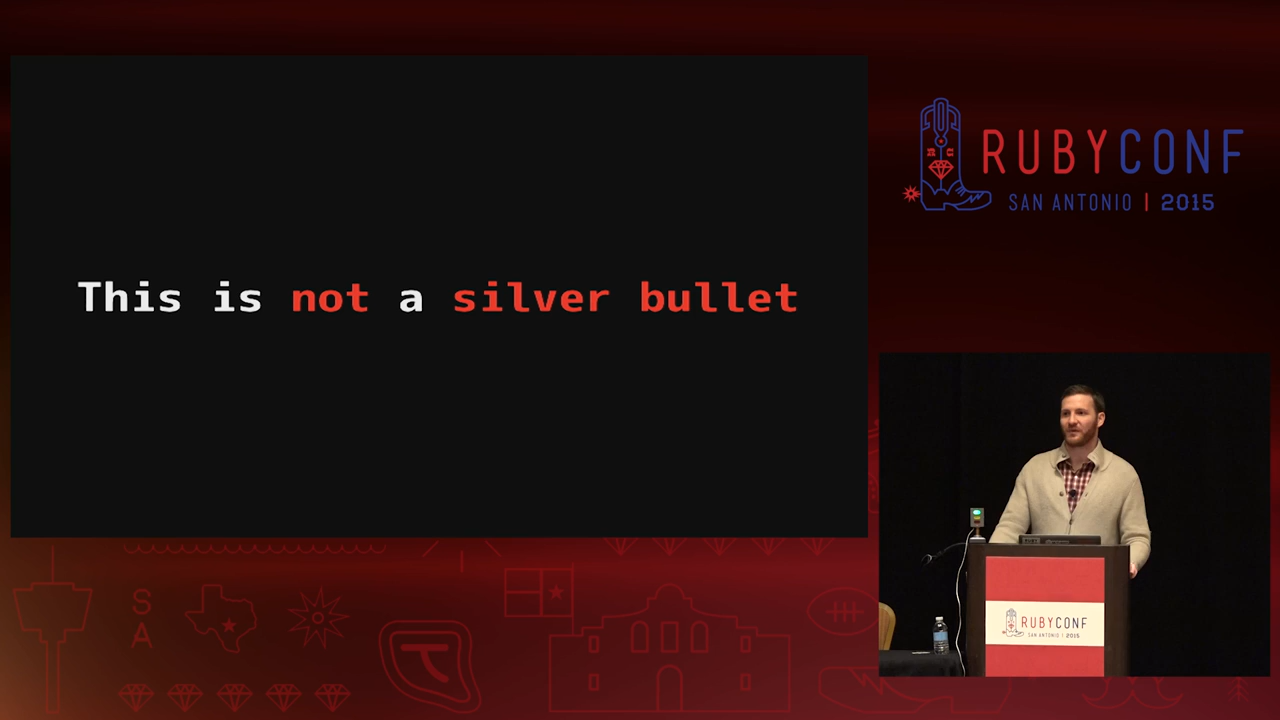 This is not a silver bullet
RUBYCONF
SAN ANTONIO | 2015
S
A
RUBYCONF
SAN ANTONIO | 2015